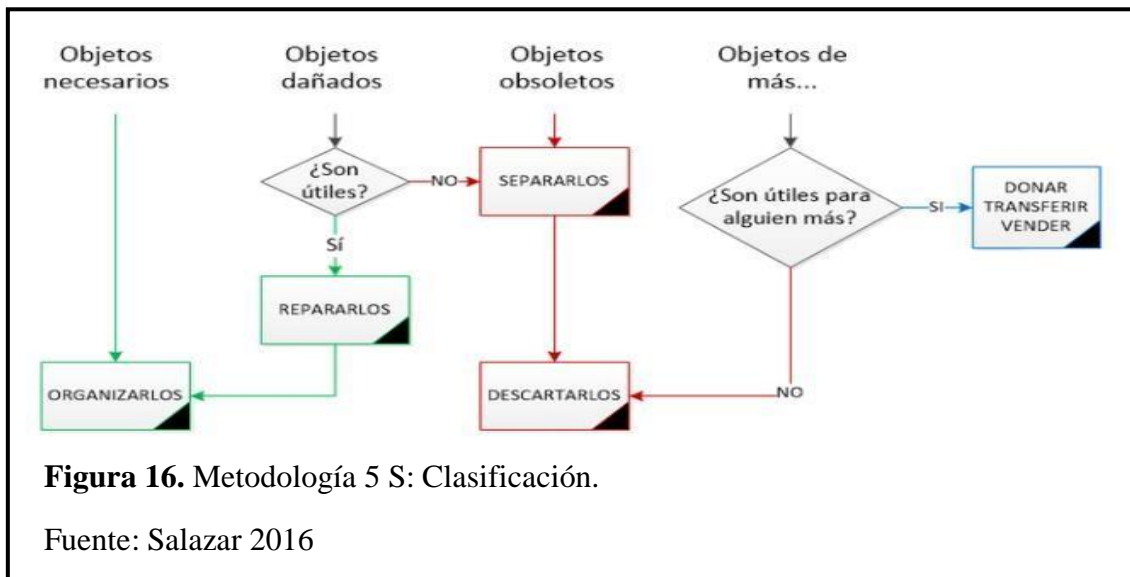 Objetos
necesarios
Objetos
dañados
Objetos
obsoletos
Objetos de
más...
¿Son
útiles?
NO
SEPARARLOS
¿Son útiles para
alguien más?
SI
DONAR
TRANSFERIR
VENDER
Sí
REPARARLOS
ORGANIZARLOS
DESCARTARLOS
NO
Figura 16. Metodología 5 S: Clasificación.
Fuente: Salazar 2016